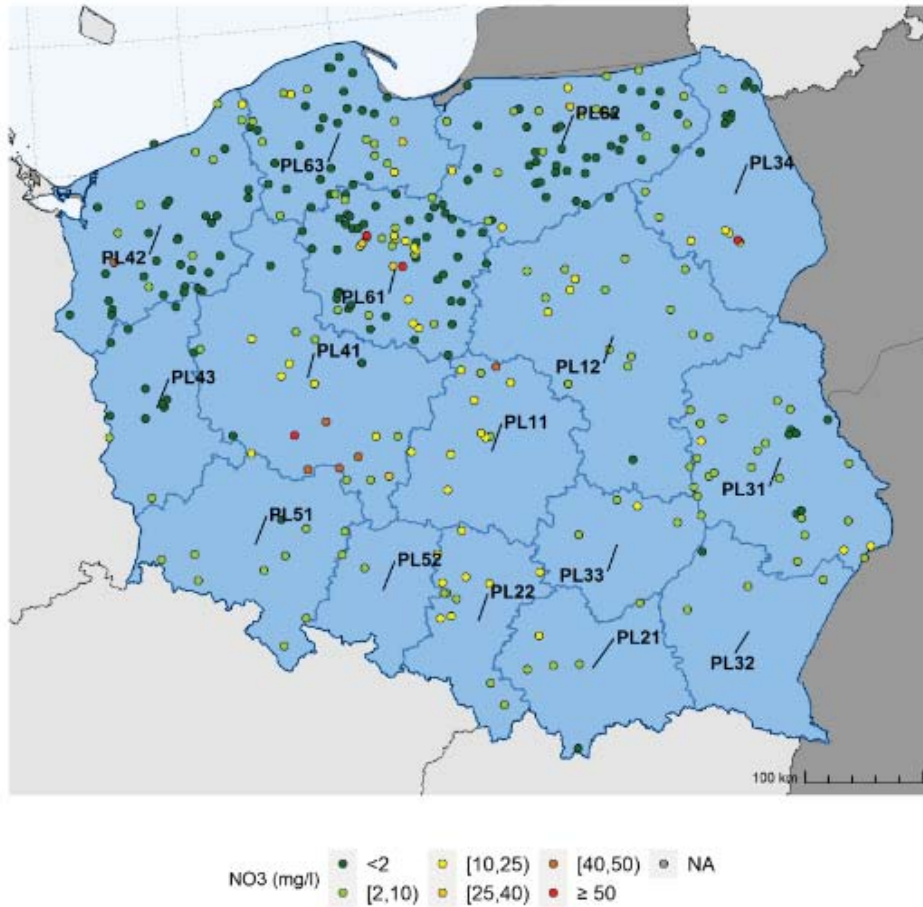 PL62
PL63
PL34
PL42
PL61
PL41
PL12
PL43
PL11
PL31
PL51
PL52
PL33
PL22
PL21
PL32
100 km
NO3 (mg/l)
<2
[10,25)
[40,50)
NA
[2,10)
[25,40)
≥ 50